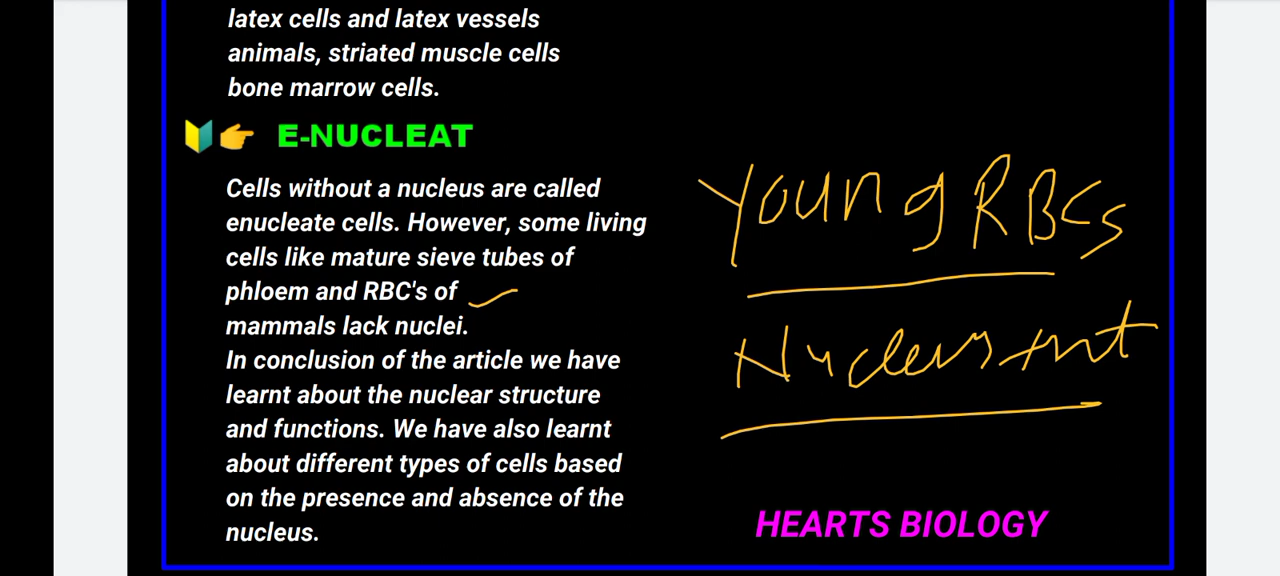 latex cells and latex vessels
animals, striated muscle cells
bone marrow cells.
E-NUCLEAT
Cells without a nucleus are called
enucleate cells. However, some living
cells like mature sieve tubes of
phloem and RBC's of
mammals lack nuclei.
In conclusion of the article we have
learnt about the nuclear structure
and functions. We have also learnt
about different types of cells based
on the presence and absence of the
nucleus.
Young RBCs
Nucleus
HEARTS BIOLOGY